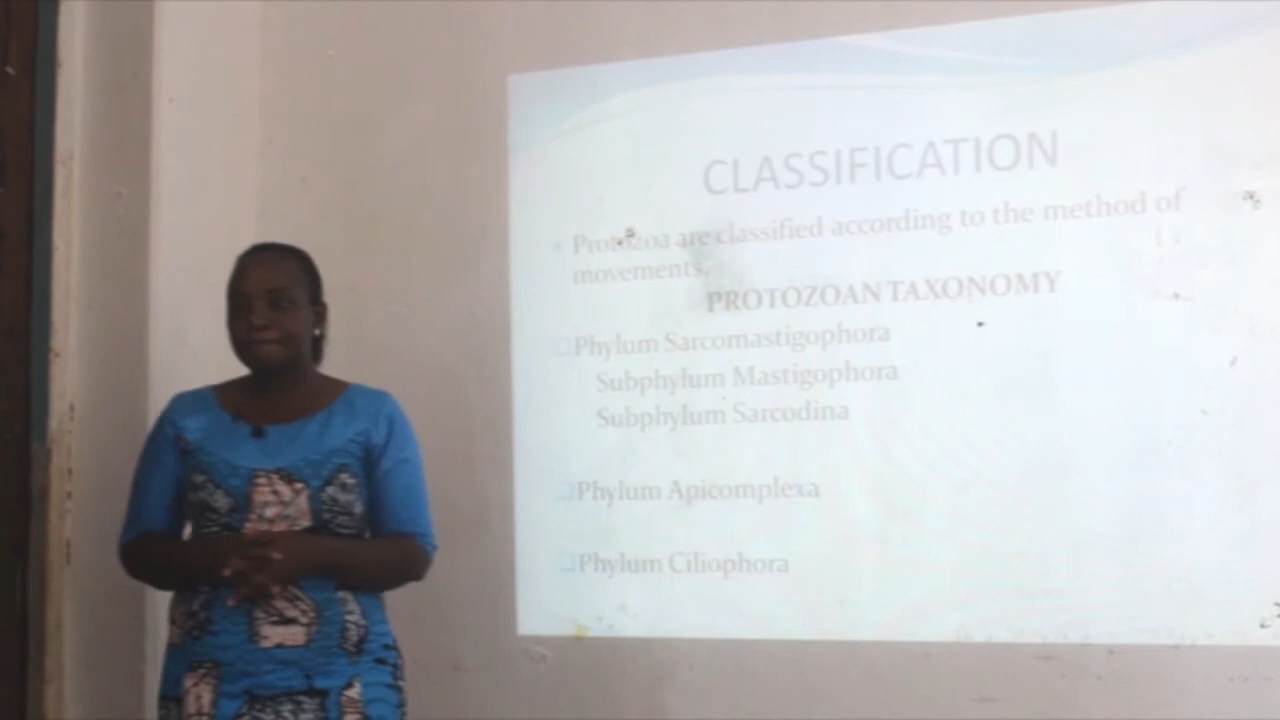 CLASSIFICATION
Protozoa are classified according to the method of
movements.
PROTOZOAN TAXONOMY
Phylum Sarcomastigophora
Subphylum Mastigophora
Subphylum Sarcodina
Phylum Apicomplexa
Phylum Ciliophora